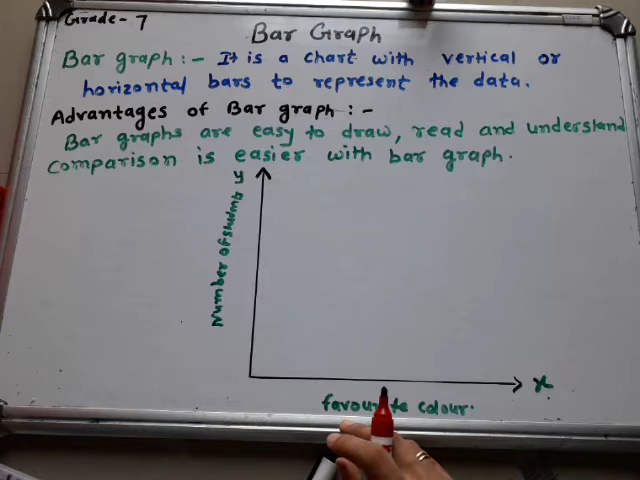 Grade- 7
Bar Graph
Bar graph :- It is a chart with vertical or
horizontal bars to represent the data.
Advantages of Bar graph :-
Bar graphs are easy to draw, read and understand
comparison is easier with bar graph.
y
Number of students
x
favourite colour.